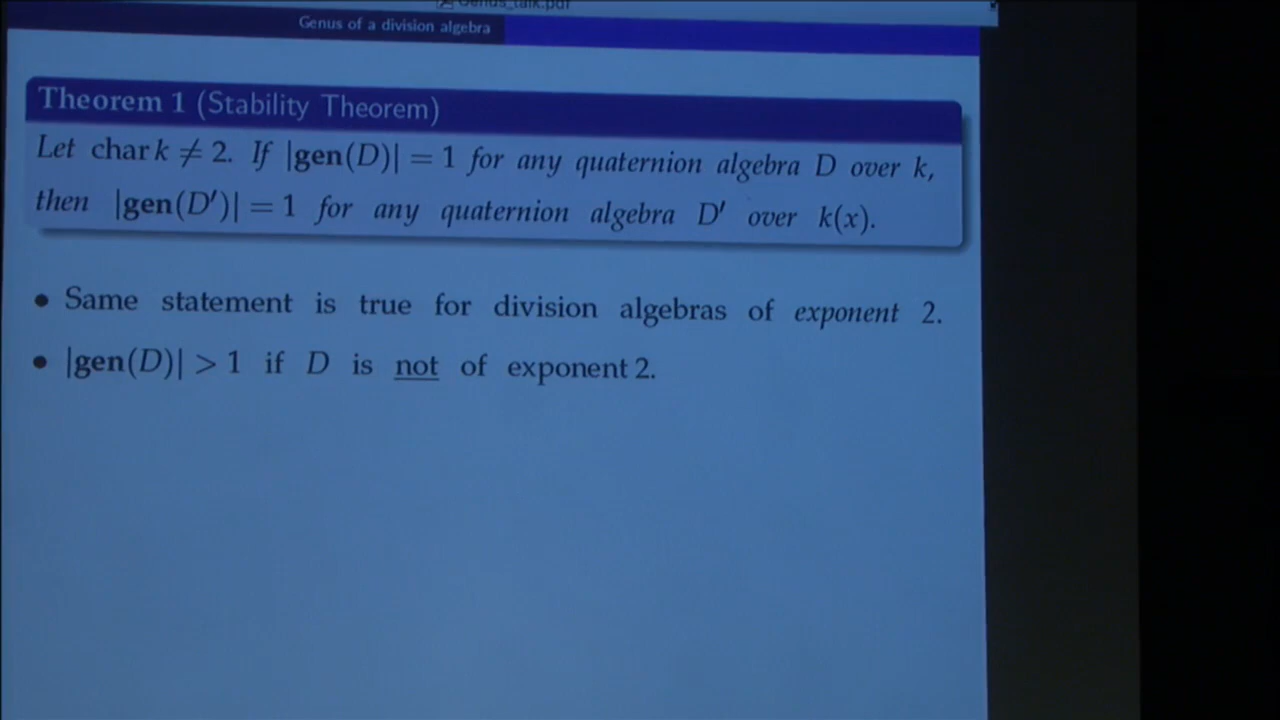 Genus_talk.pdf
Genus of a division algebra
Theorem 1 (Stability Theorem)
Let char k ≠ 2. If |gen(D)| = 1 for any quaternion algebra D over k,
then |gen(D′)| = 1 for any quaternion algebra D′ over k(x).
• Same statement is true for division algebras of exponent 2.
• |gen(D)| > 1 if D is not of exponent 2.